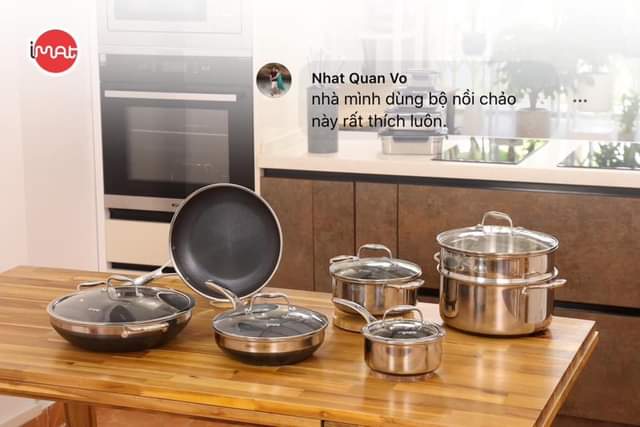 iMAT
Nhat Quan Vo
nhà mình dùng bộ nồi chảo
này rất thích luôn.